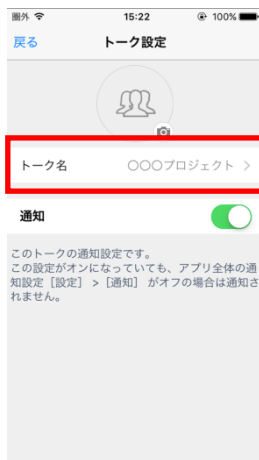 圏外 15:22 100%
戻る トーク設定
トーク名 〇〇〇プロジェクト >
通知
このトークの通知設定です。
この設定がオンになっていても、アプリ全体の通
知設定［設定］ >［通知］ がオフの場合は通知さ
れません。